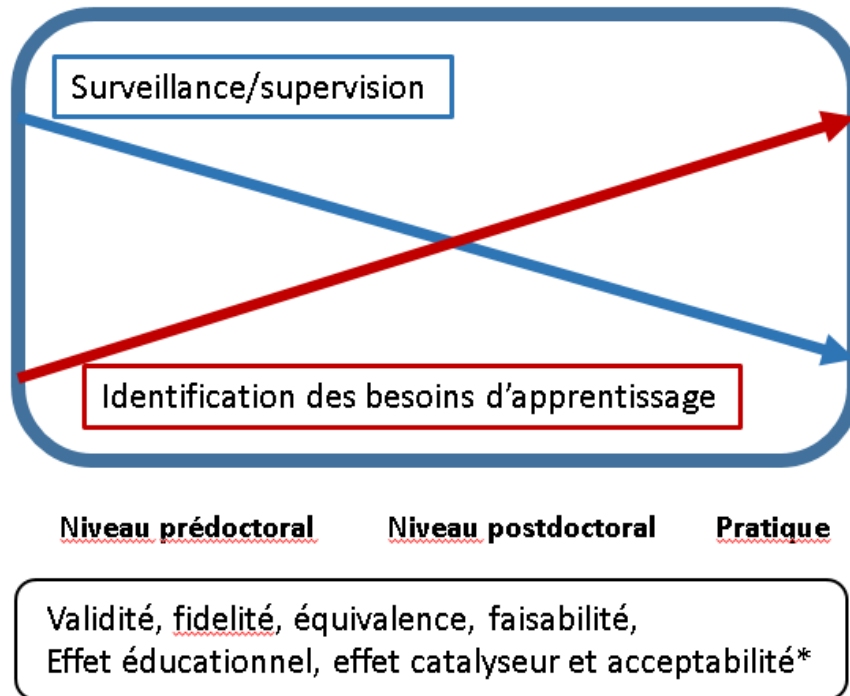 Surveillance/supervision
Identification des besoins d’apprentissage
Niveau prédoctoral Niveau postdoctoral Pratique
Validité, fidelité, équivalence, faisabilité,
Effet éducationnel, effet catalyseur et acceptabilité*